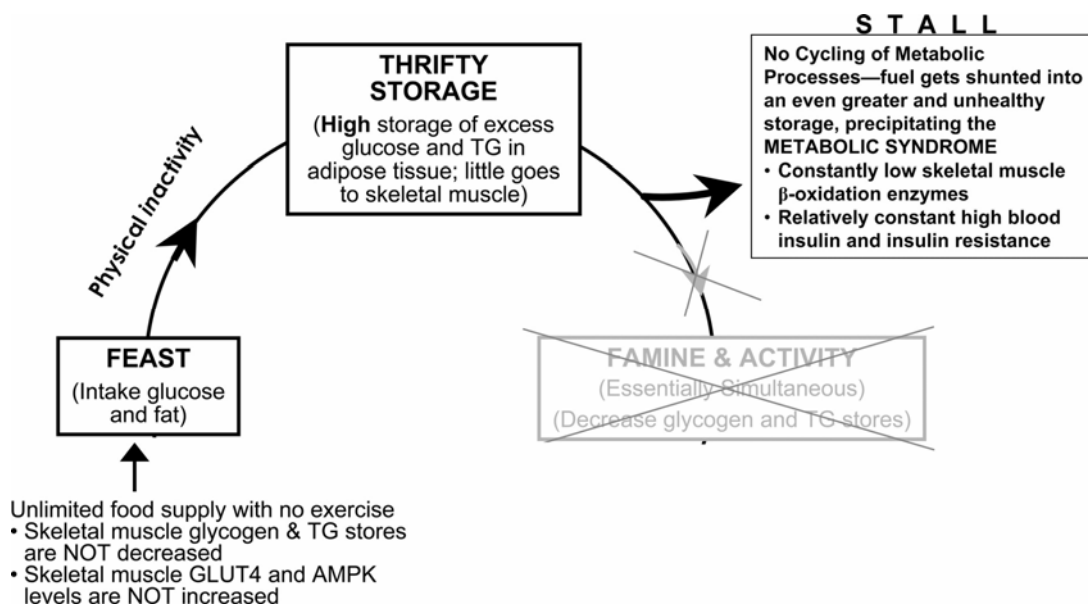 S T A L L
No Cycling of Metabolic
Processes—fuel gets shunted into
an even greater and unhealthy
storage, precipitating the
METABOLIC SYNDROME
• Constantly low skeletal muscle
β-oxidation enzymes
• Relatively constant high blood
insulin and insulin resistance
THRIFTY
STORAGE
(High storage of excess
glucose and TG in
adipose tissue; little goes
to skeletal muscle)
Physical inactivity
FEAST
(Intake glucose
and fat)
FAMINE & ACTIVITY
(Essentially Simultaneous)
(Decrease glycogen and TG stores)
Unlimited food supply with no exercise
• Skeletal muscle glycogen & TG stores
are NOT decreased
• Skeletal muscle GLUT4 and AMPK
levels are NOT increased